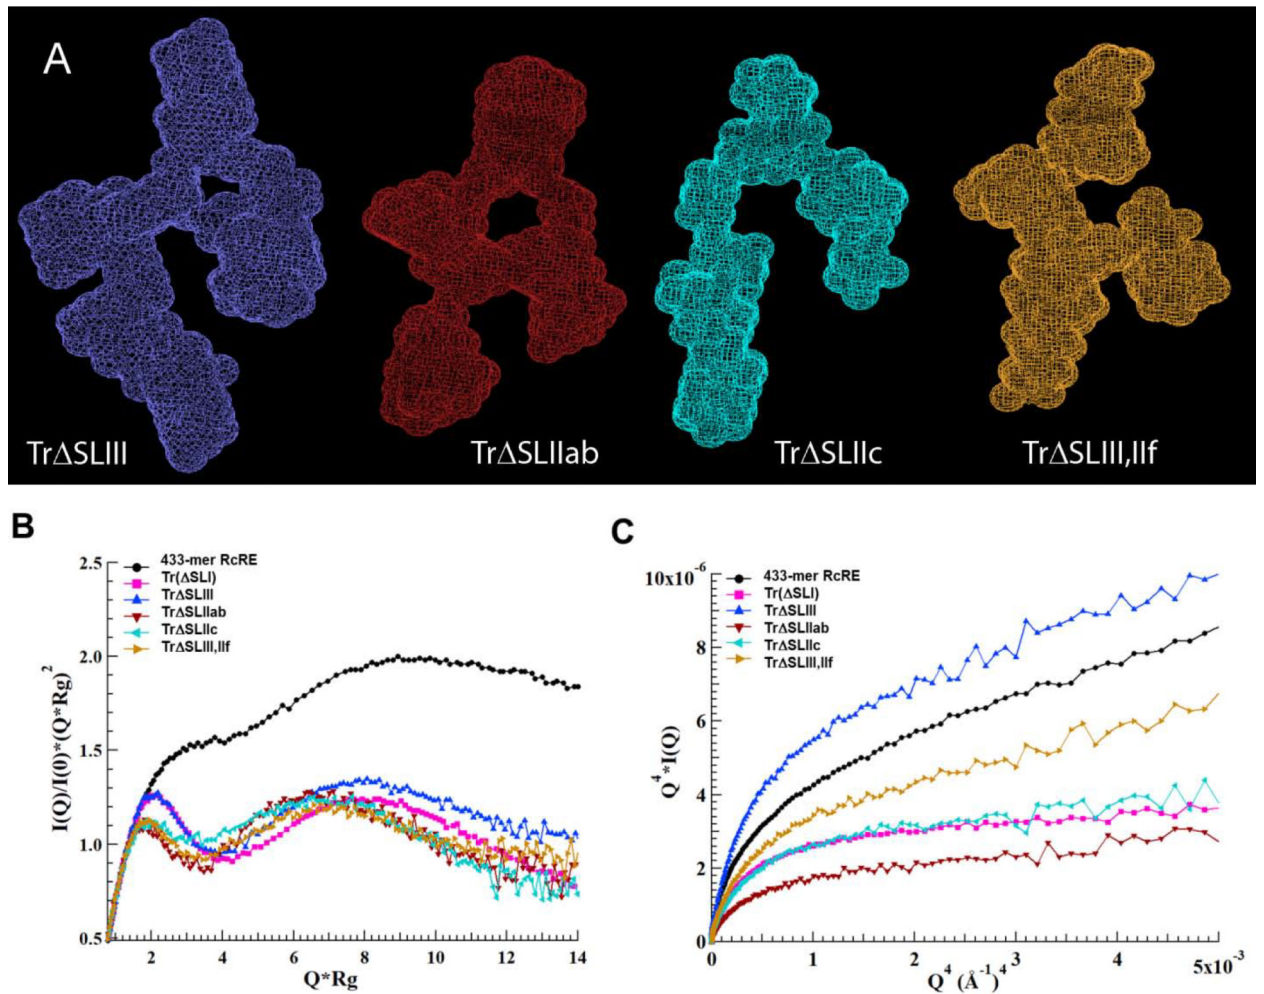 A
TrΔSLIII
TrΔSLIIab
TrΔSLIIc
TrΔSLIII,IIf
B
433-mer RcRE
Tr(ΔSLI)
TrΔSLIII
TrΔSLIIab
TrΔSLIIc
TrΔSLIII,IIf
I(Q)/I(0)*(Q*Rg)²
2.5
2.0
1.5
1.0
0.5
2 4 6 8 10 12 14
Q*Rg
C
433-mer RcRE
Tr(ΔSLI)
TrΔSLIII
TrΔSLIIab
TrΔSLIIc
TrΔSLIII,IIf
Q⁴*I(Q)
10x10⁻⁶
8
6
4
2
0
0 1 2 3 4 5x10⁻³
Q⁴ (Å⁻¹)⁴